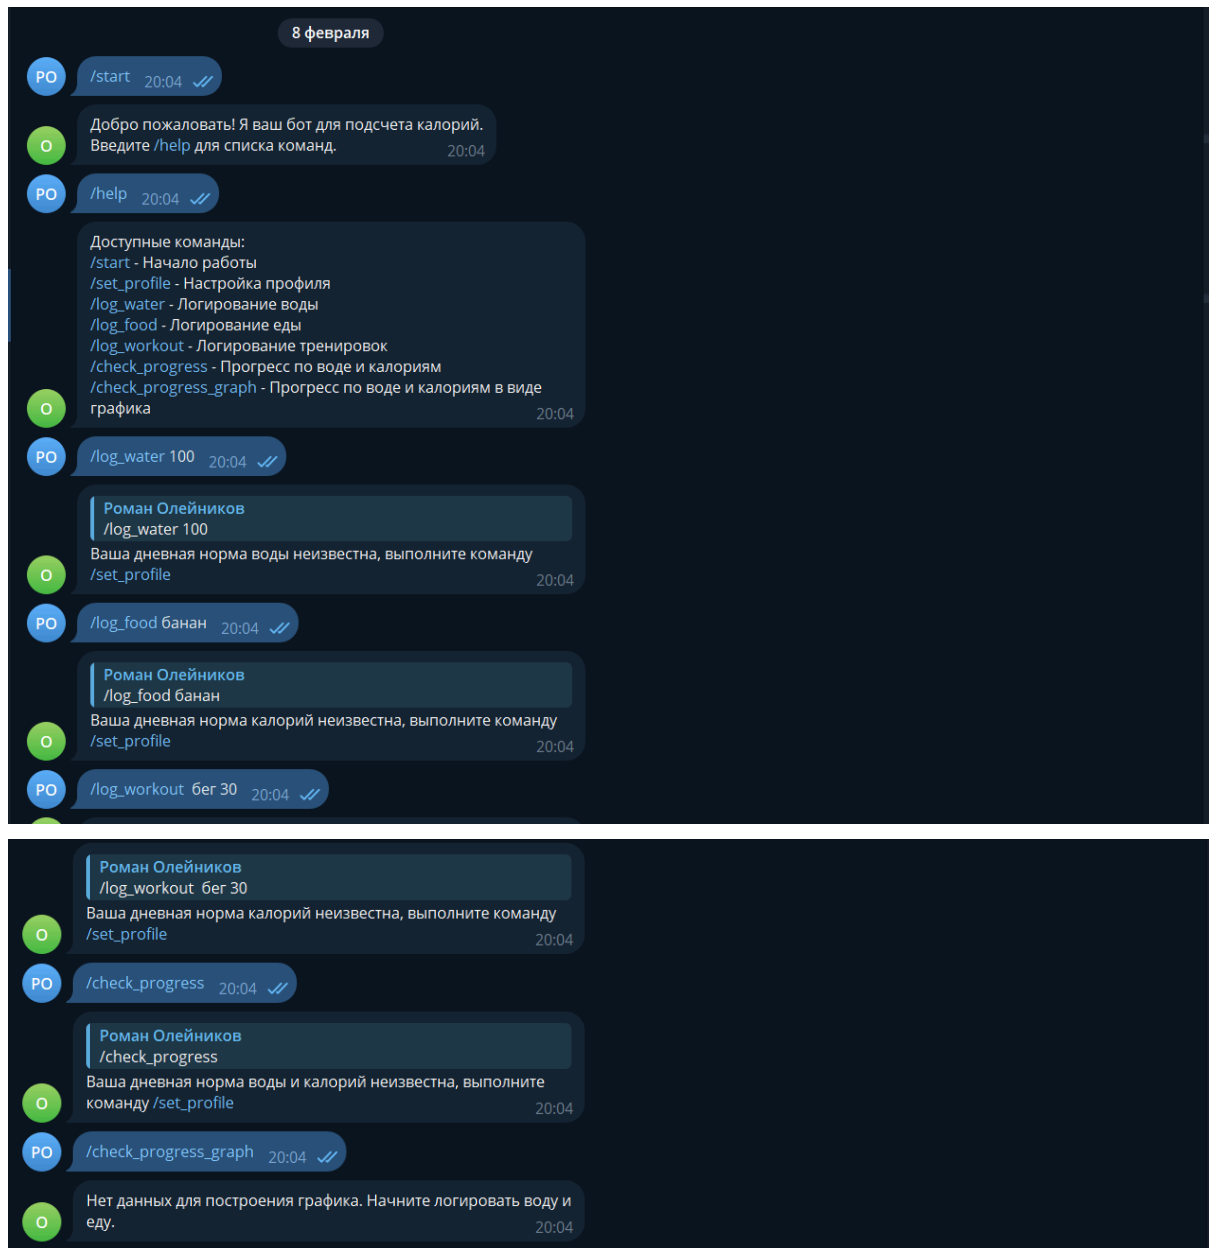 8 февраля
PO
/start 20:04
Добро пожаловать! Я ваш бот для подсчета калорий.
Введите /help для списка команд. 20:04
О
РО
/help 20:04
Доступные команды:
/start - Начало работы
/set_profile - Настройка профиля
/log_water - Логирование воды
/log_food - Логирование еды
/log_workout - Логирование тренировок
/check_progress - Прогресс по воде и калориям
/check_progress_graph - Прогресс по воде и калориям в виде
графика 20:04
О
РО
/log_water 100 20:04
Роман Олейников
/log_water 100
Ваша дневная норма воды неизвестна, выполните команду
/set_profile 20:04
О
РО
/log_food банан 20:04
Роман Олейников
/log_food банан
Ваша дневная норма калорий неизвестна, выполните команду
/set_profile 20:04
О
РО
/log_workout  бег 30 20:04
Роман Олейников
/log_workout  бег 30
Ваша дневная норма калорий неизвестна, выполните команду
/set_profile 20:04
О
РО
/check_progress 20:04
Роман Олейников
/check_progress
Ваша дневная норма воды и калорий неизвестна, выполните
команду /set_profile 20:04
О
РО
/check_progress_graph 20:04
Нет данных для построения графика. Начните логировать воду и
еду. 20:04
О